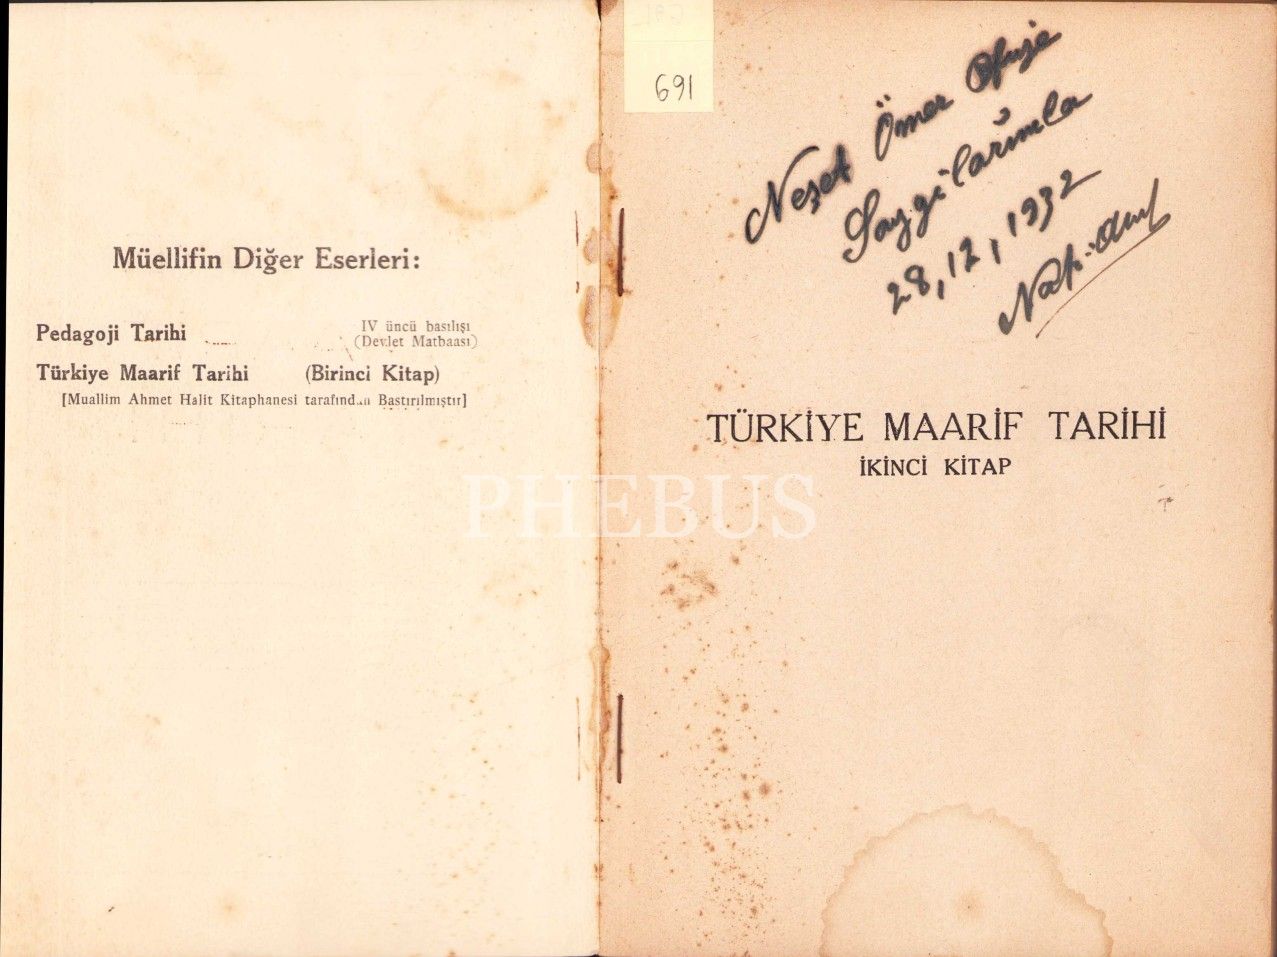 Müellifin Diğer Eserleri:
Pedagoji Tarihi
IV üncü basılışı
(Devlet Matbaası)
Türkiye Maarif Tarihi (Birinci Kitap)
[Muallim Ahmet Halit Kitaphanesi tarafından Bastırılmıştır]
691
Neşet Ömer
Saygılarımla
28,12,1932
TÜRKİYE MAARİF TARİHİ
İKİNCİ KİTAP
PHEBUS